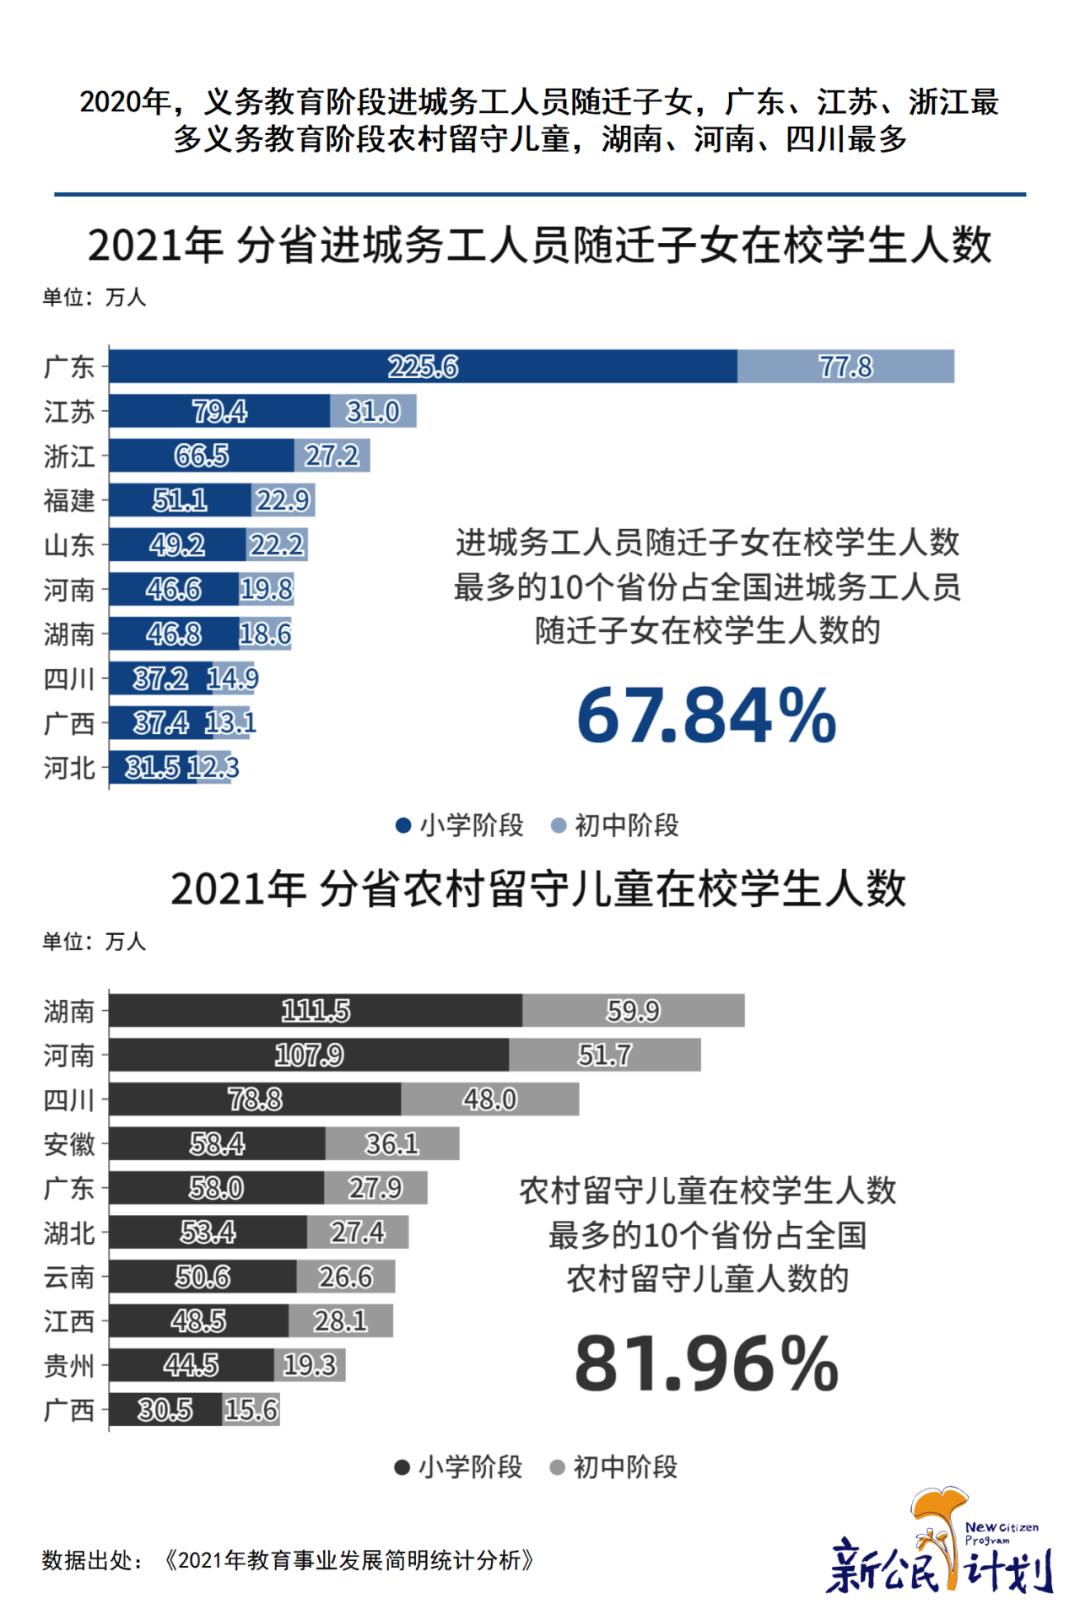 2020年，义务教育阶段进城务工人员随迁子女，广东、江苏、浙江最
多义务教育阶段农村留守儿童，湖南、河南、四川最多
2021年 分省进城务工人员随迁子女在校学生人数
单位：万人
广东 225.6 77.8
江苏 79.4 31.0
浙江 66.5 27.2
福建 51.1 22.9
山东 49.2 22.2
河南 46.6 19.8
湖南 46.8 18.6
四川 37.2 14.9
广西 37.4 13.1
河北 31.5 12.3
进城务工人员随迁子女在校学生人数
最多的10个省份占全国进城务工人员
随迁子女在校学生人数的
67.84%
小学阶段 初中阶段
2021年 分省农村留守儿童在校学生人数
单位：万人
湖南 111.5 59.9
河南 107.9 51.7
四川 78.8 48.0
安徽 58.4 36.1
广东 58.0 27.9
湖北 53.4 27.4
云南 50.6 26.6
江西 48.5 28.1
贵州 44.5 19.3
广西 30.5 15.6
农村留守儿童在校学生人数
最多的10个省份占全国
农村留守儿童人数的
81.96%
小学阶段 初中阶段
数据出处：《2021年教育事业发展简明统计分析》
New Citizen
Program
新公民计划